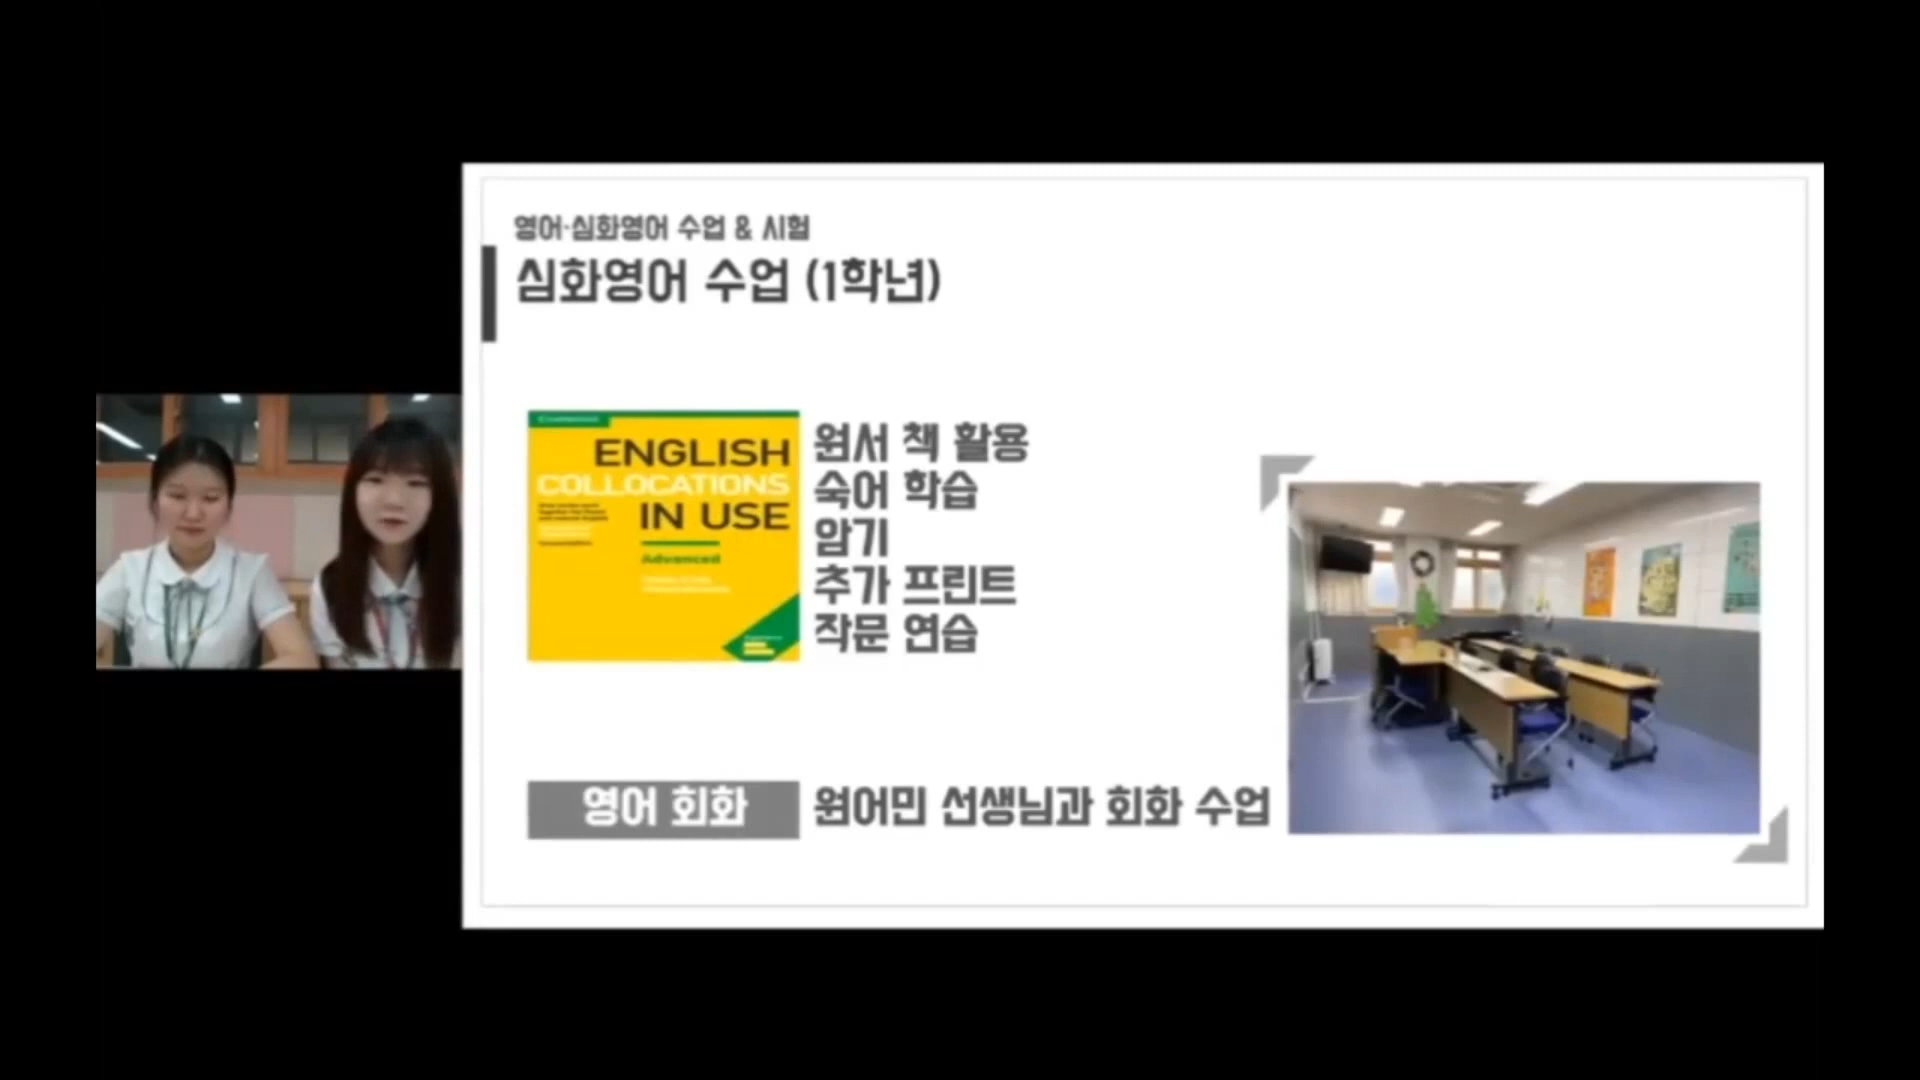 영어·심화영어 수업 & 시험
심화영어 수업 (1학년)
ENGLISH
COLLOCATIONS
IN USE
Advanced
원서 책 활용
숙어 학습
암기
추가 프린트
작문 연습
영어 회화
원어민 선생님과 회화 수업